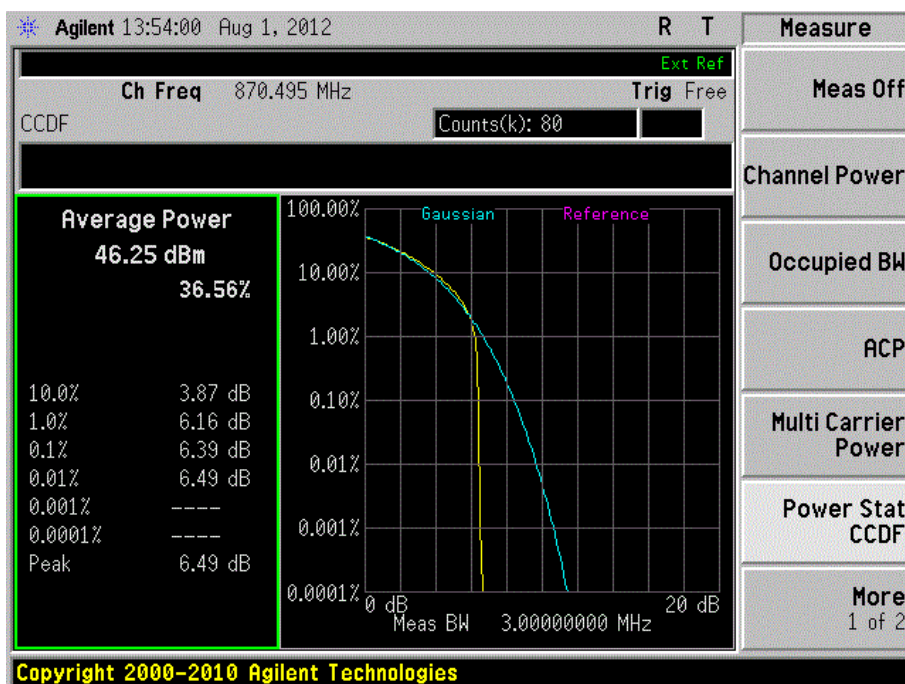 Agilent 13:54:00 Aug 1, 2012 R T
Ext Ref
Ch Freq 870.495 MHz Trig Free
CCDF Counts(k): 80
Average Power
46.25 dBm
36.56%
10.0% 3.87 dB
1.0% 6.16 dB
0.1% 6.39 dB
0.01% 6.49 dB
0.001% ----
0.0001% ----
Peak 6.49 dB
Gaussian Reference
100.00%
10.00%
1.00%
0.10%
0.01%
0.001%
0.0001%
0 dB 20 dB
Meas BW 3.00000000 MHz
Measure
Meas Off
Channel Power
Occupied BW
ACP
Multi Carrier
Power
Power Stat
CCDF
More
1 of 2
Copyright 2000-2010 Agilent Technologies